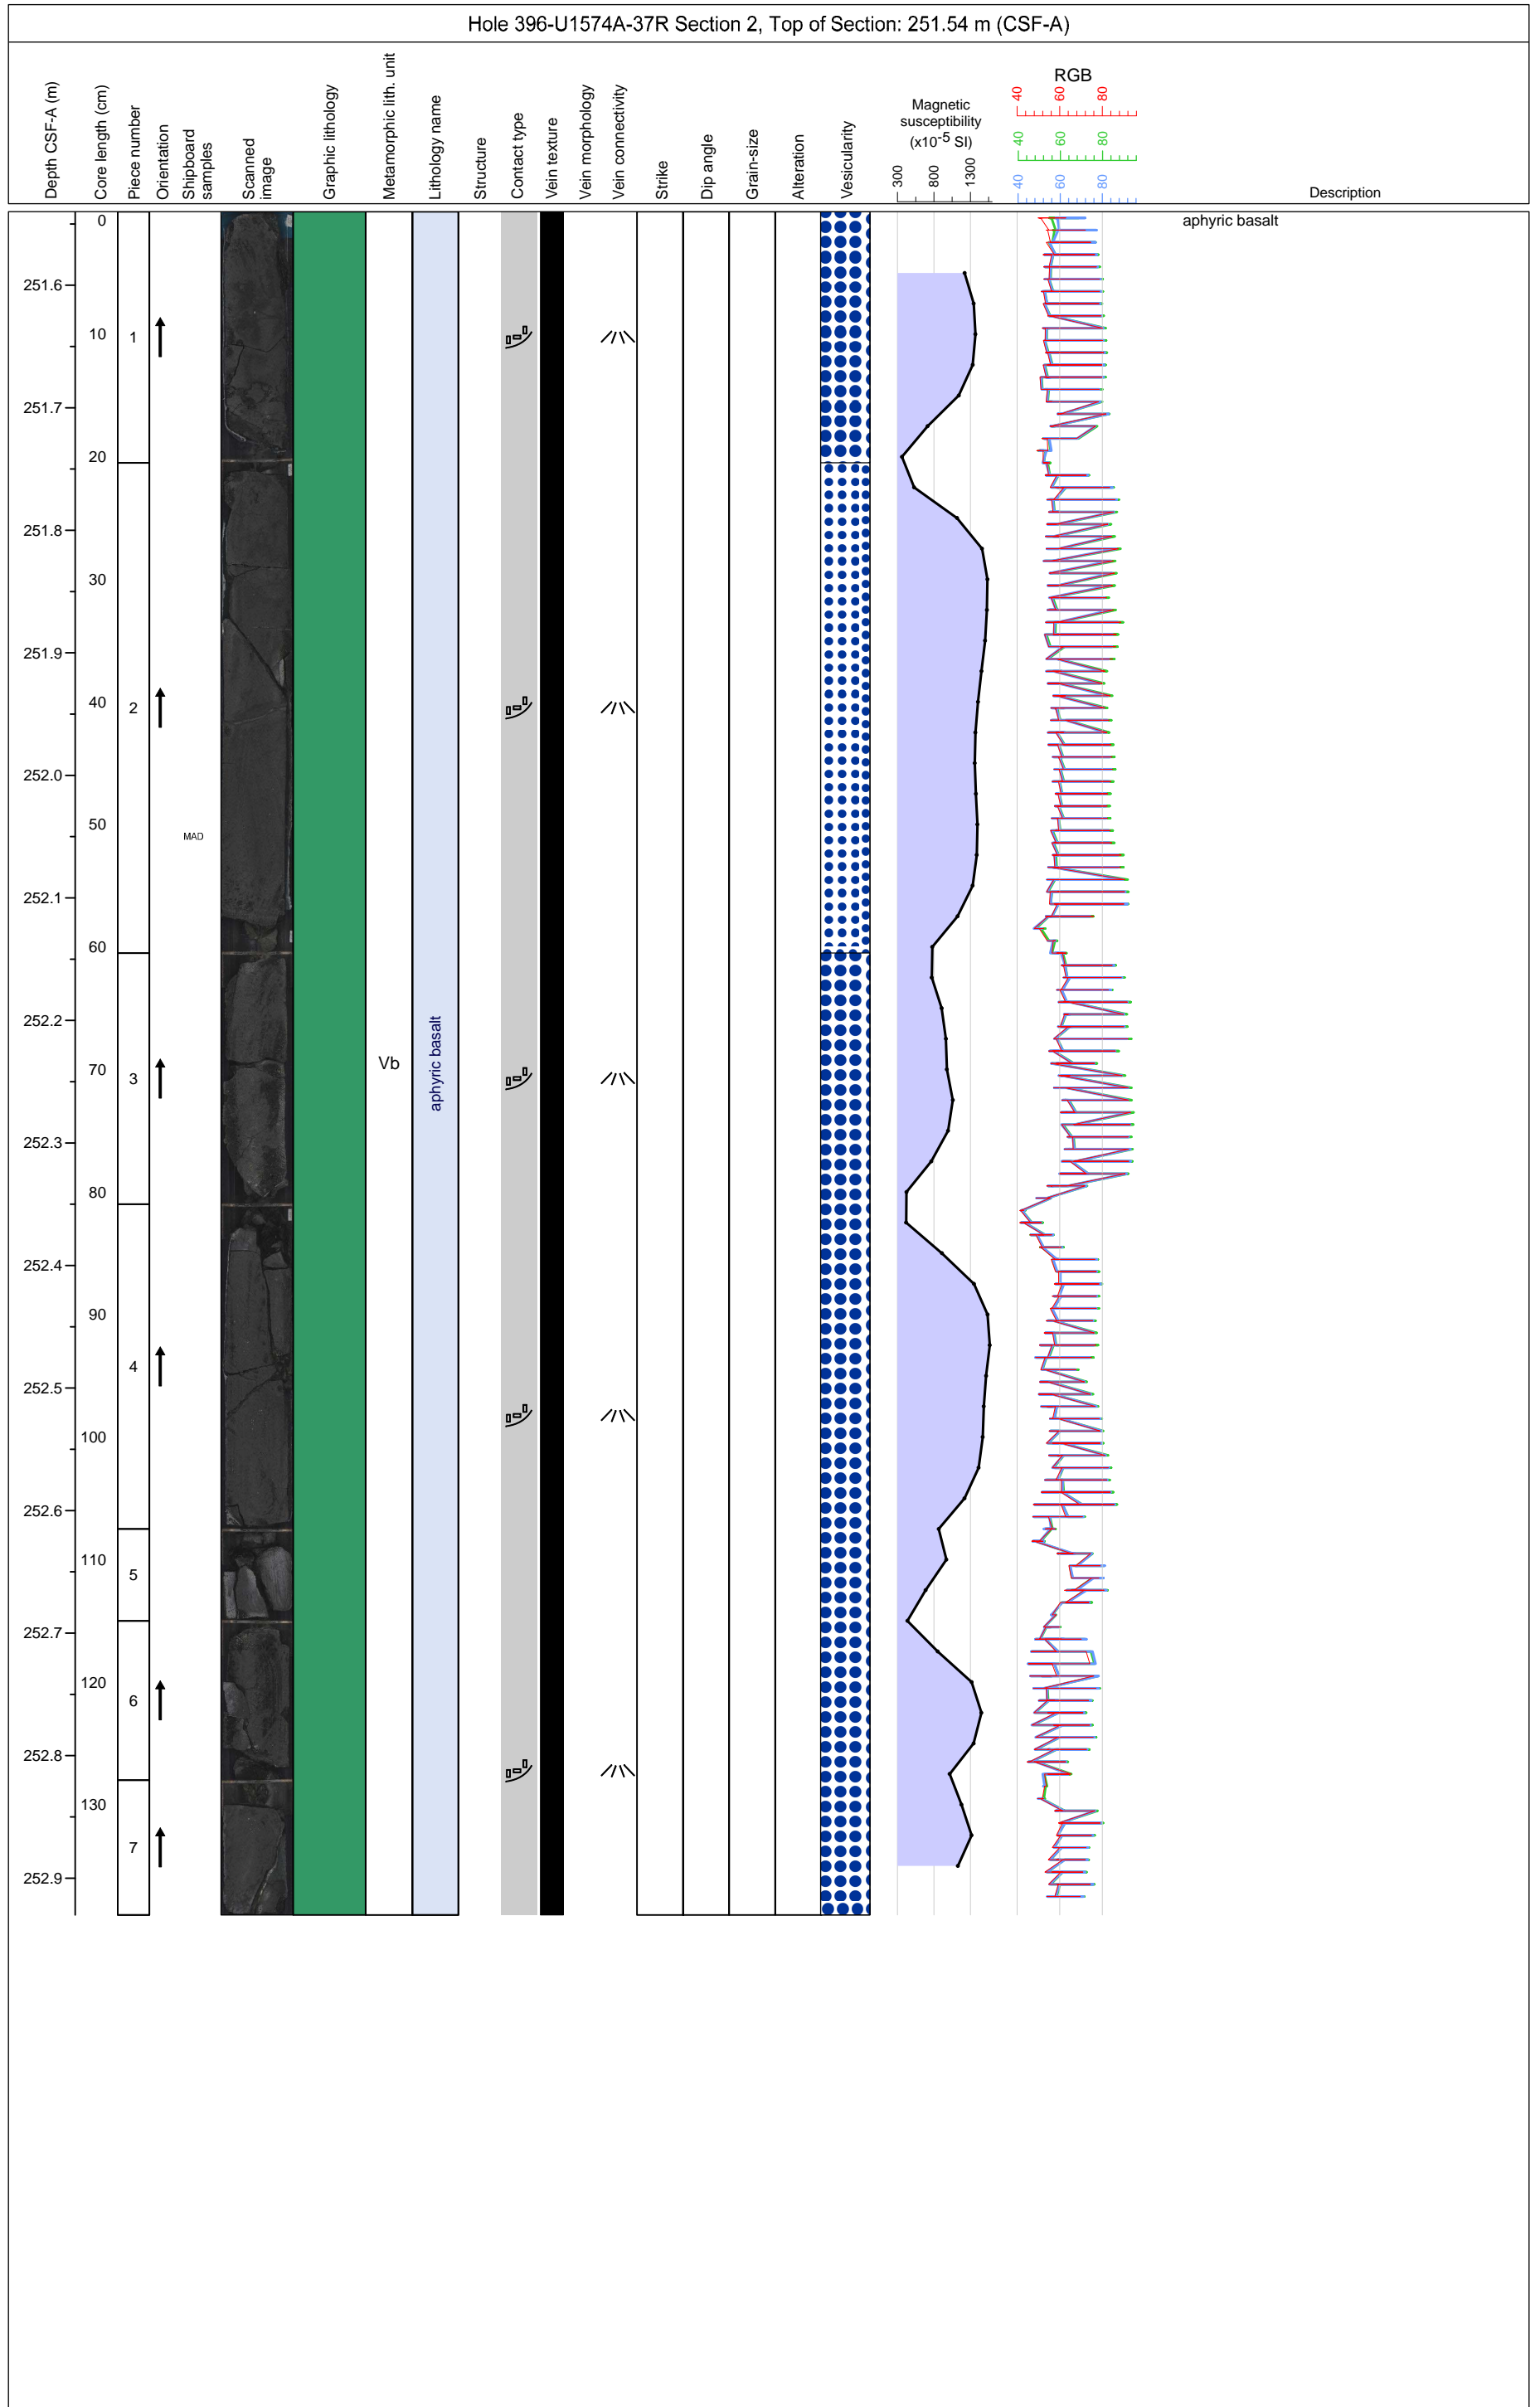 Hole 396-U1574A-37R Section 2, Top of Section: 251.54 m (CSF-A)
Depth CSF-A (m)
Core length (cm)
Piece number
Orientation
Shipboard
samples
Scanned
image
Graphic lithology
Metamorphic lith. unit
Lithology name
Structure
Contact type
Vein texture
Vein morphology
Vein connectivity
Strike
Dip angle
Grain-size
Alteration
Vesicularity
Magnetic
susceptibility
(x10-5 SI)
300
800
1300
RGB
40 60 80
40 60 80
40 60 80
Description
0
aphyric basalt
251.6
10
1
251.7
20
251.8
30
251.9
40
2
252.0
50
MAD
252.1
60
252.2
70
3
Vb
aphyric basalt
252.3
80
252.4
90
4
252.5
100
252.6
110
5
252.7
120
6
252.8
130
7
252.9